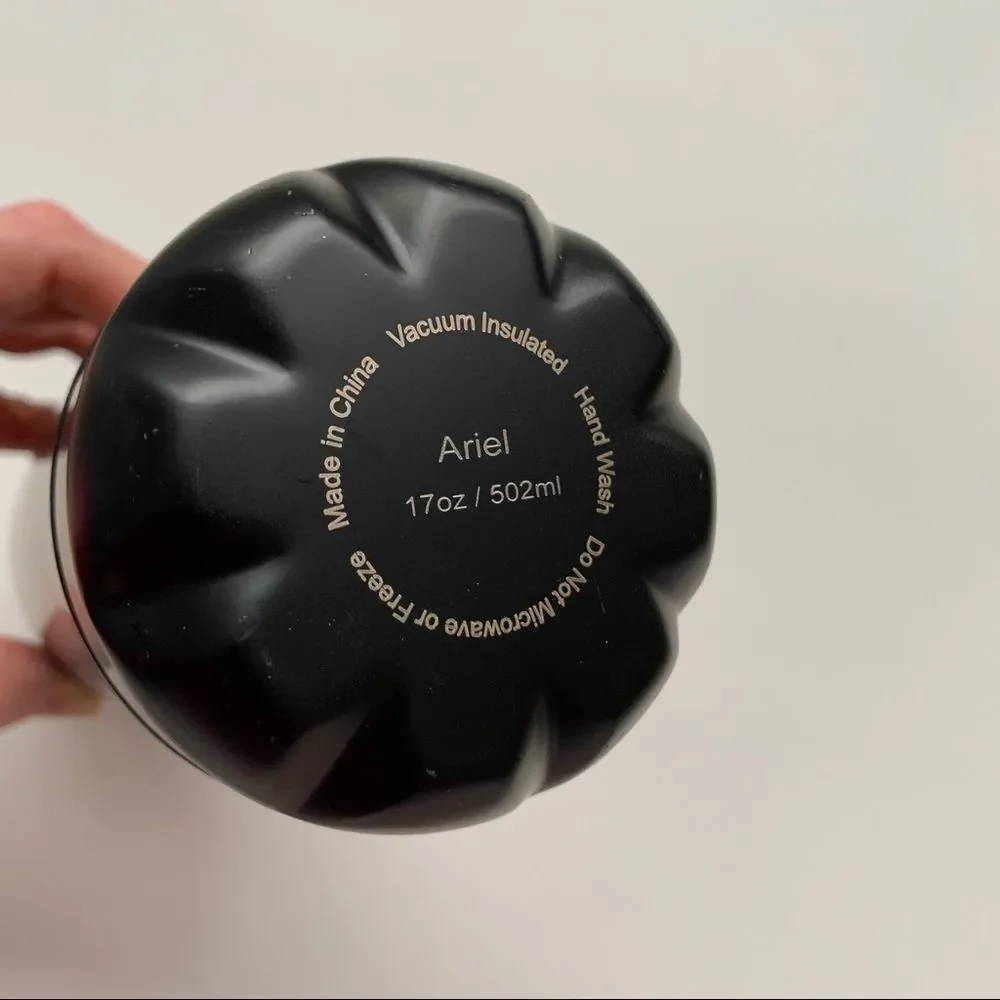 Vacuum Insulated
Hand Wash
Do Not Microwave or Freeze
Made in China
Ariel
17oz / 502ml